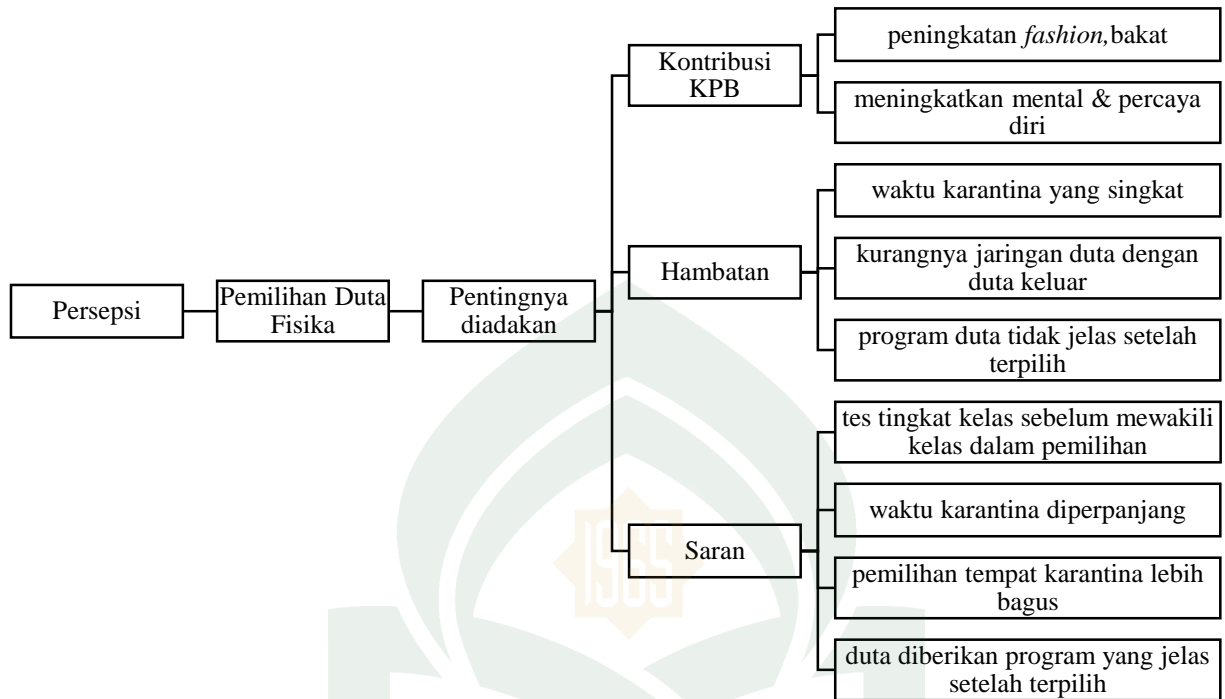 Persepsi
Pemilihan Duta
Fisika
Pentingnya
diadakan
Kontribusi
KPB
peningkatan fashion,bakat
meningkatkan mental & percaya
diri
Hambatan
waktu karantina yang singkat
kurangnya jaringan duta dengan
duta keluar
program duta tidak jelas setelah
terpilih
Saran
tes tingkat kelas sebelum mewakili
kelas dalam pemilihan
waktu karantina diperpanjang
pemilihan tempat karantina lebih
bagus
duta diberikan program yang jelas
setelah terpilih